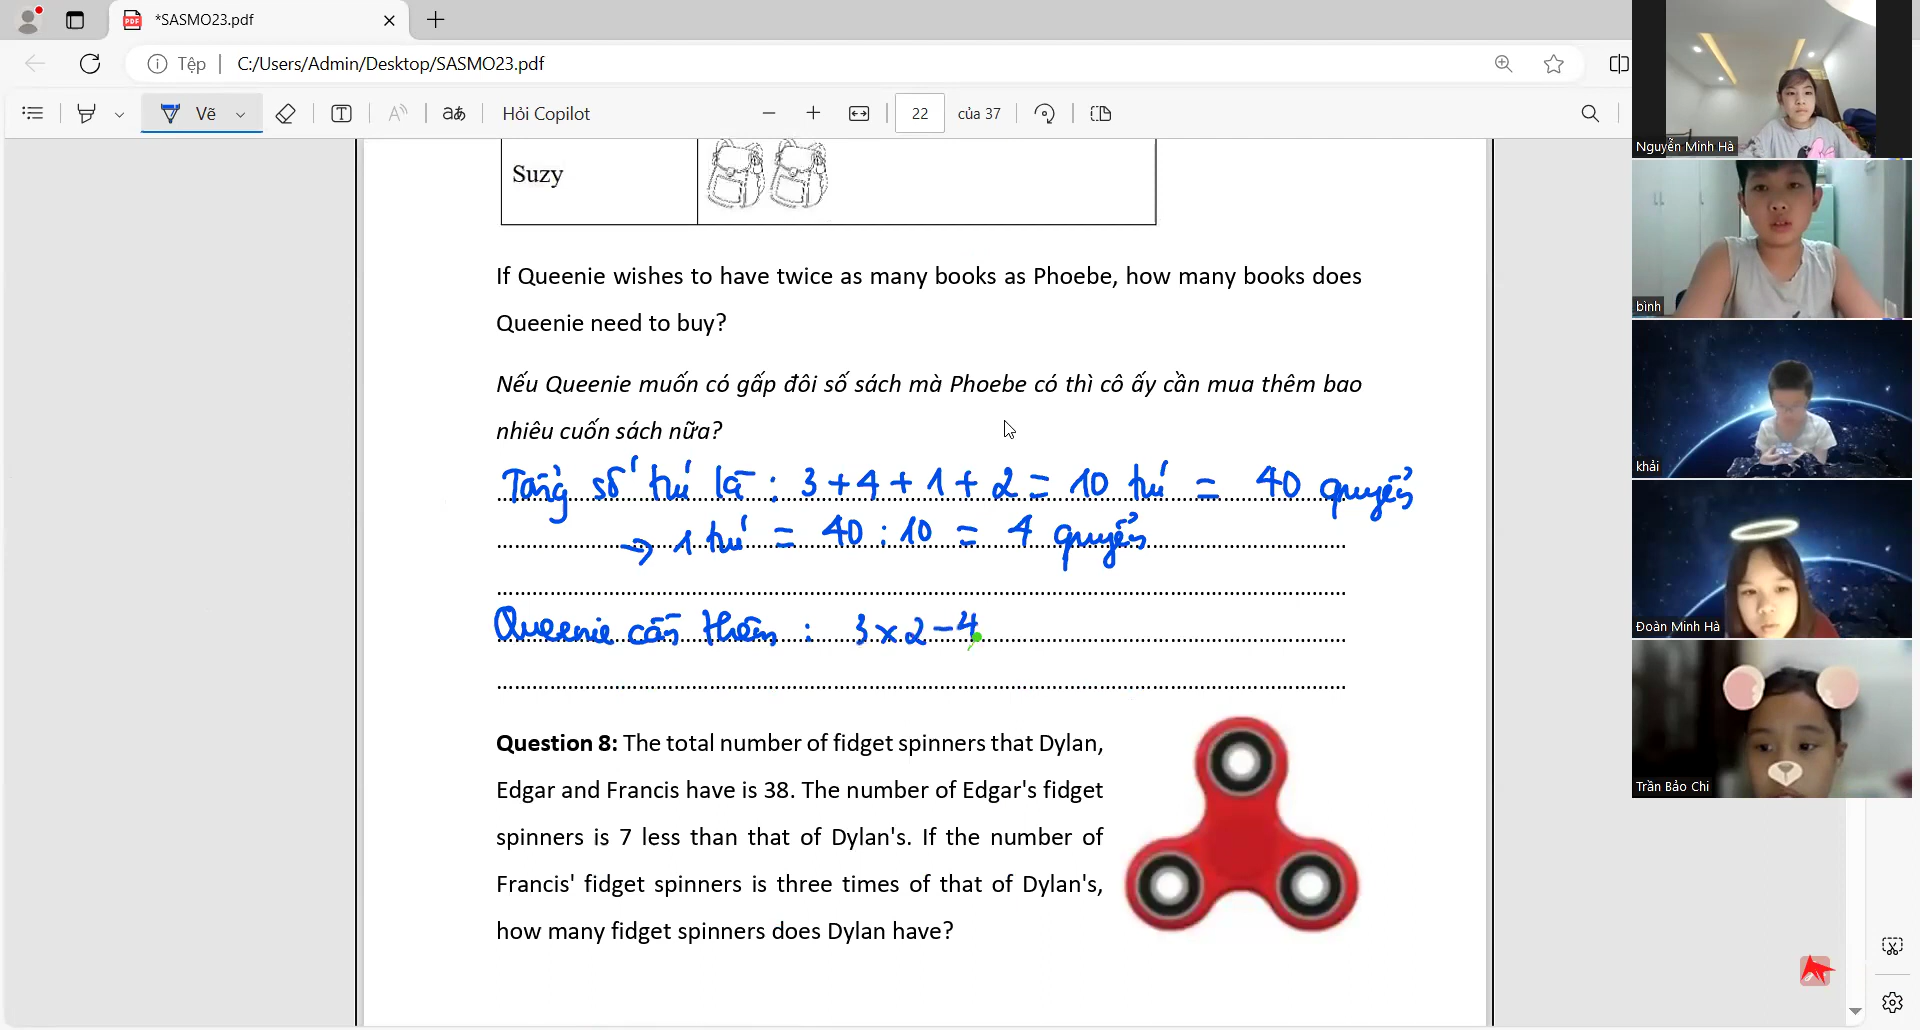 *SASMO23.pdf
Tệp
C:/Users/Admin/Desktop/SASMO23.pdf
Vẽ
T
A
aあ
Hỏi Copilot
22
của 37
Suzy
If Queenie wishes to have twice as many books as Phoebe, how many books does
Queenie need to buy?
Nếu Queenie muốn có gấp đôi số sách mà Phoebe có thì cô ấy cần mua thêm bao
nhiêu cuốn sách nữa?
Tổng số túi là : 3 + 4 + 1 + 2 = 10 túi = 40 quyển
→ 1 túi = 40 : 10 = 4 quyển
Queenie cần thêm : 3 x 2 - 4
Question 8: The total number of fidget spinners that Dylan,
Edgar and Francis have is 38. The number of Edgar's fidget
spinners is 7 less than that of Dylan's. If the number of
Francis' fidget spinners is three times of that of Dylan's,
how many fidget spinners does Dylan have?
Nguyễn Minh Hà
bình
khải
Đoàn Minh Hà
Trần Bảo Chi